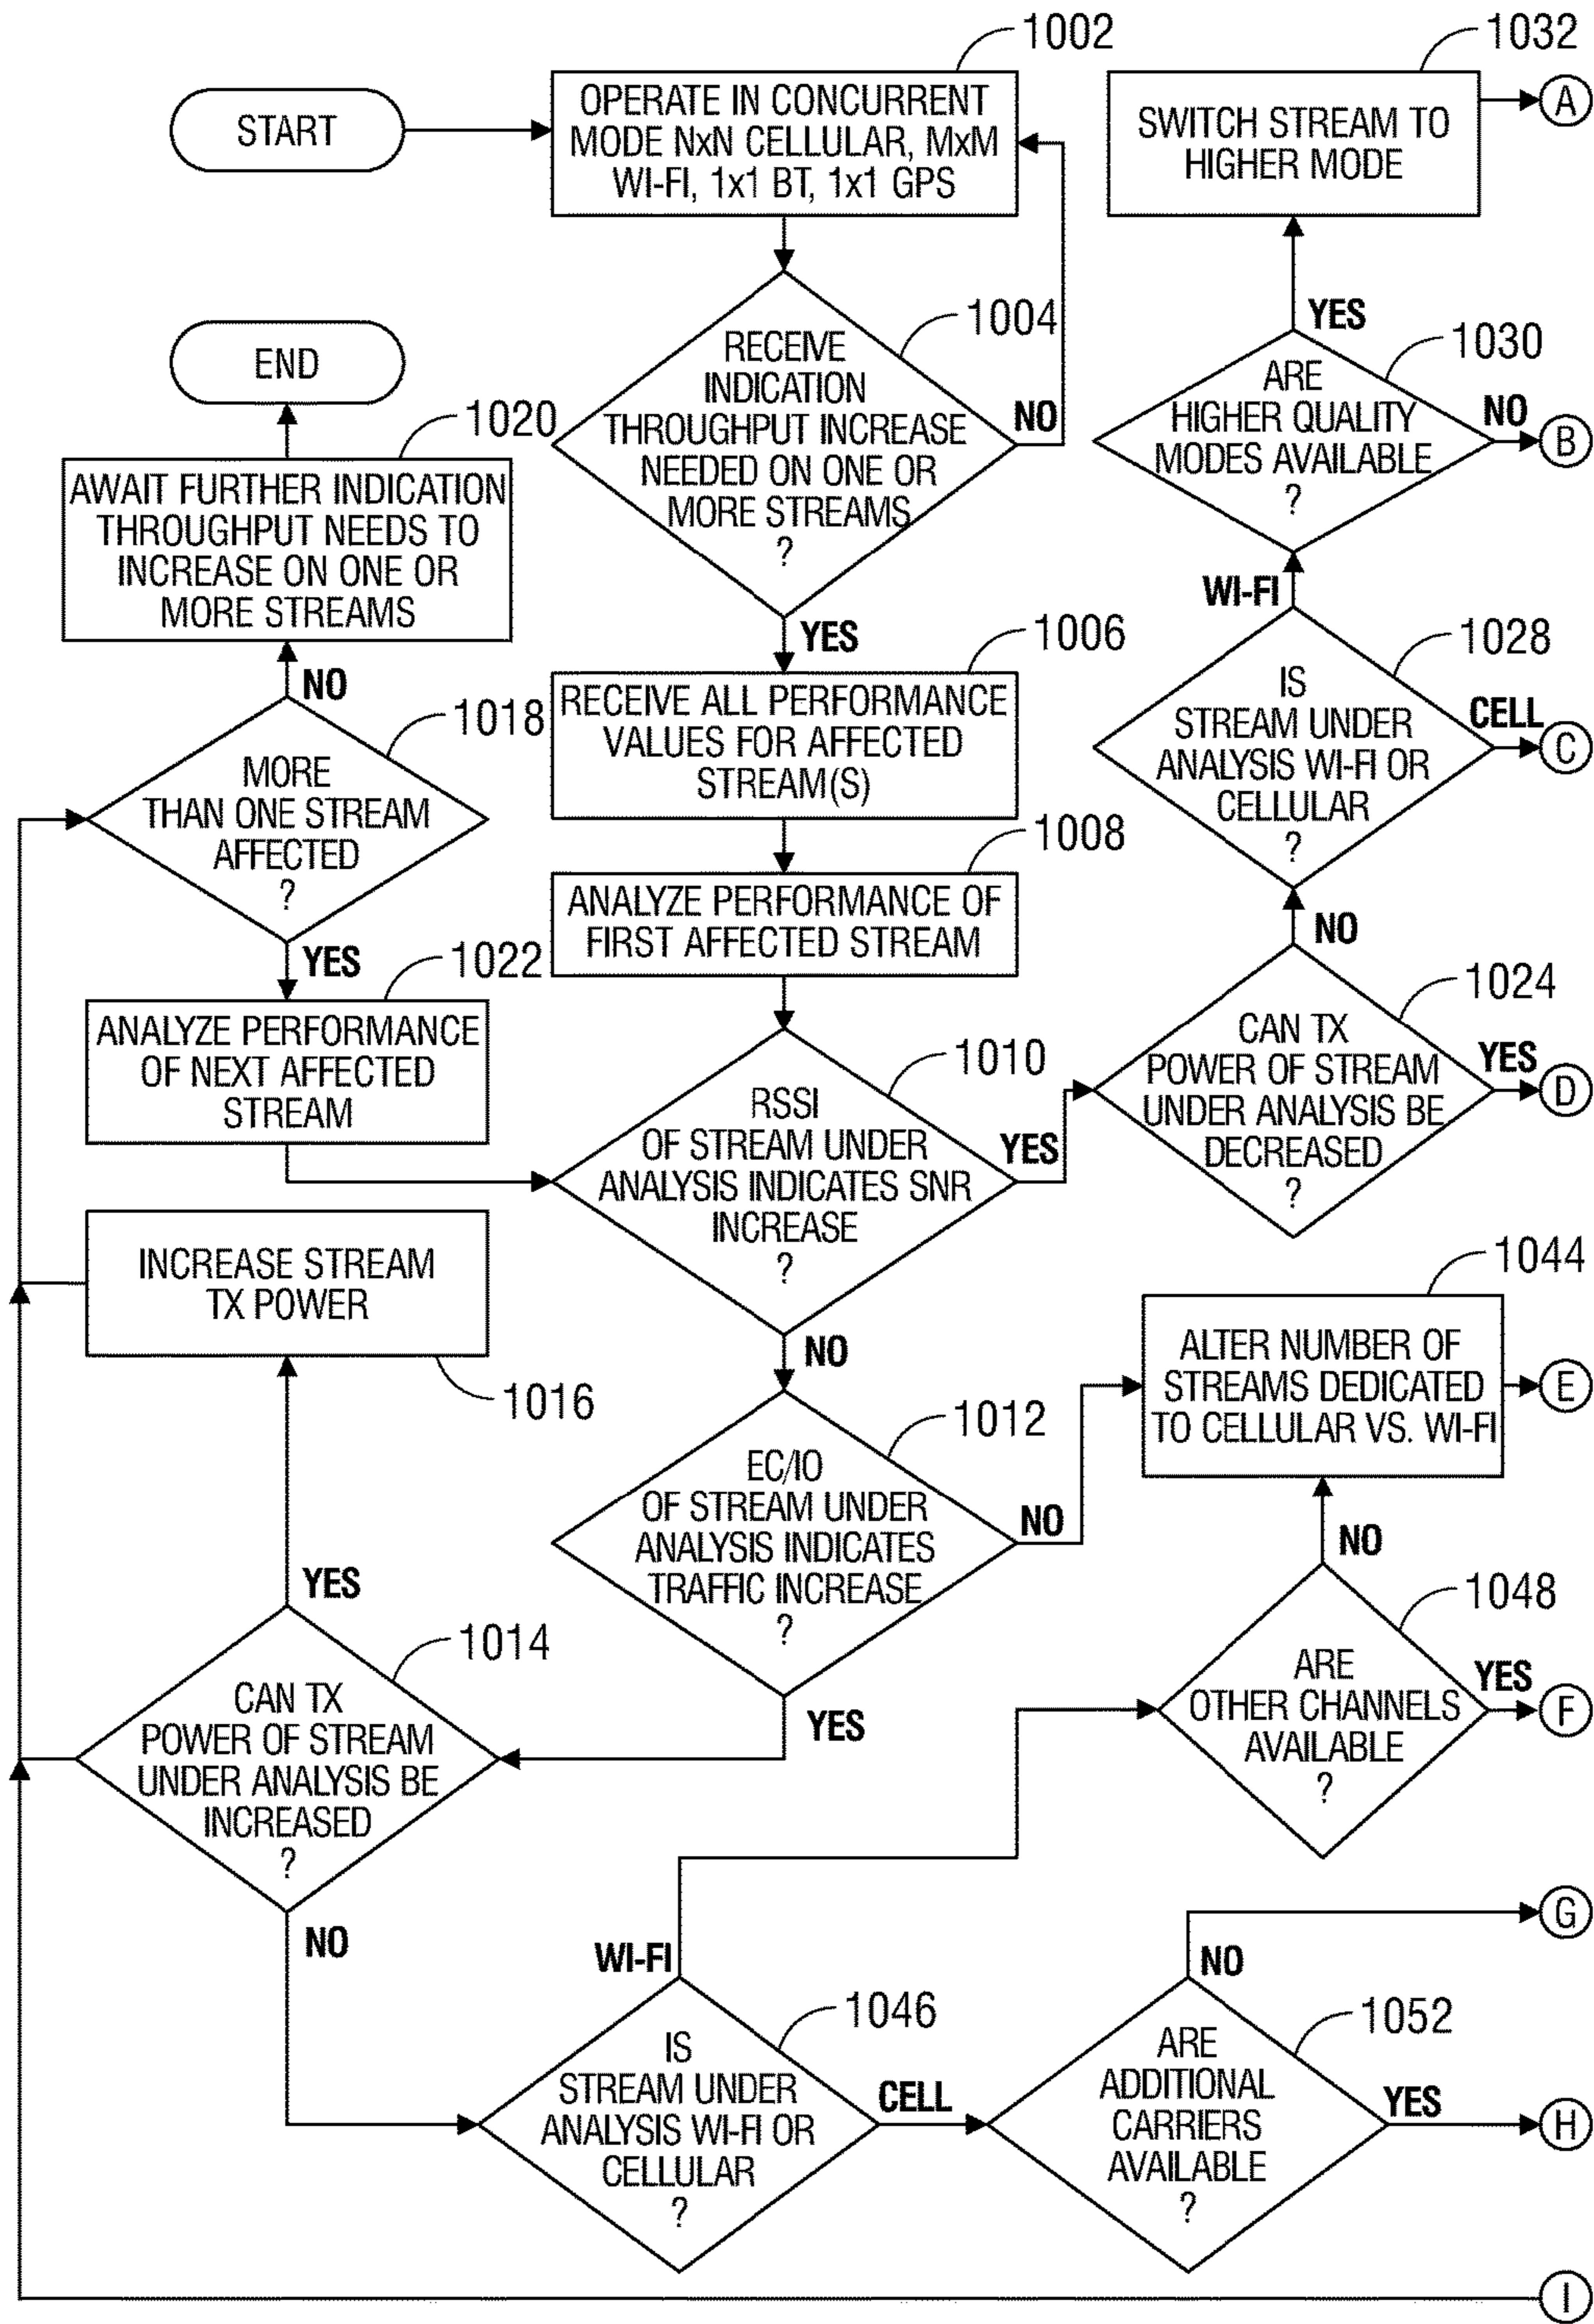 START
1002
OPERATE IN CONCURRENT
MODE NxN CELLULAR, MxM
WI-FI, 1x1 BT, 1x1 GPS
1004
RECEIVE
INDICATION
THROUGHPUT INCREASE
NEEDED ON ONE OR
MORE STREAMS
?
NO
YES
1006
RECEIVE ALL PERFORMANCE
VALUES FOR AFFECTED
STREAM(S)
1008
ANALYZE PERFORMANCE OF
FIRST AFFECTED STREAM
1010
RSSI
OF STREAM UNDER
ANALYSIS INDICATES SNR
INCREASE
?
YES
NO
1012
EC/IO
OF STREAM UNDER
ANALYSIS INDICATES
TRAFFIC INCREASE
?
NO
YES
END
1020
AWAIT FURTHER INDICATION
THROUGHPUT NEEDS TO
INCREASE ON ONE OR
MORE STREAMS
NO
1018
MORE
THAN ONE STREAM
AFFECTED
?
YES
1022
ANALYZE PERFORMANCE
OF NEXT AFFECTED
STREAM
INCREASE STREAM
TX POWER
1016
YES
1014
CAN TX
POWER OF STREAM
UNDER ANALYSIS BE
INCREASED
?
NO
1032
SWITCH STREAM TO
HIGHER MODE
A
YES
1030
ARE
HIGHER QUALITY
MODES AVAILABLE
?
NO
B
WI-FI
1028
IS
STREAM UNDER
ANALYSIS WI-FI OR
CELLULAR
?
CELL
C
NO
1024
CAN TX
POWER OF STREAM
UNDER ANALYSIS BE
DECREASED
?
YES
D
1044
ALTER NUMBER OF
STREAMS DEDICATED
TO CELLULAR VS. WI-FI
E
NO
1048
ARE
OTHER CHANNELS
AVAILABLE
?
YES
F
WI-FI
1046
IS
STREAM UNDER
ANALYSIS WI-FI OR
CELLULAR
?
CELL
NO
G
1052
ARE
ADDITIONAL
CARRIERS
AVAILABLE
?
YES
H
I